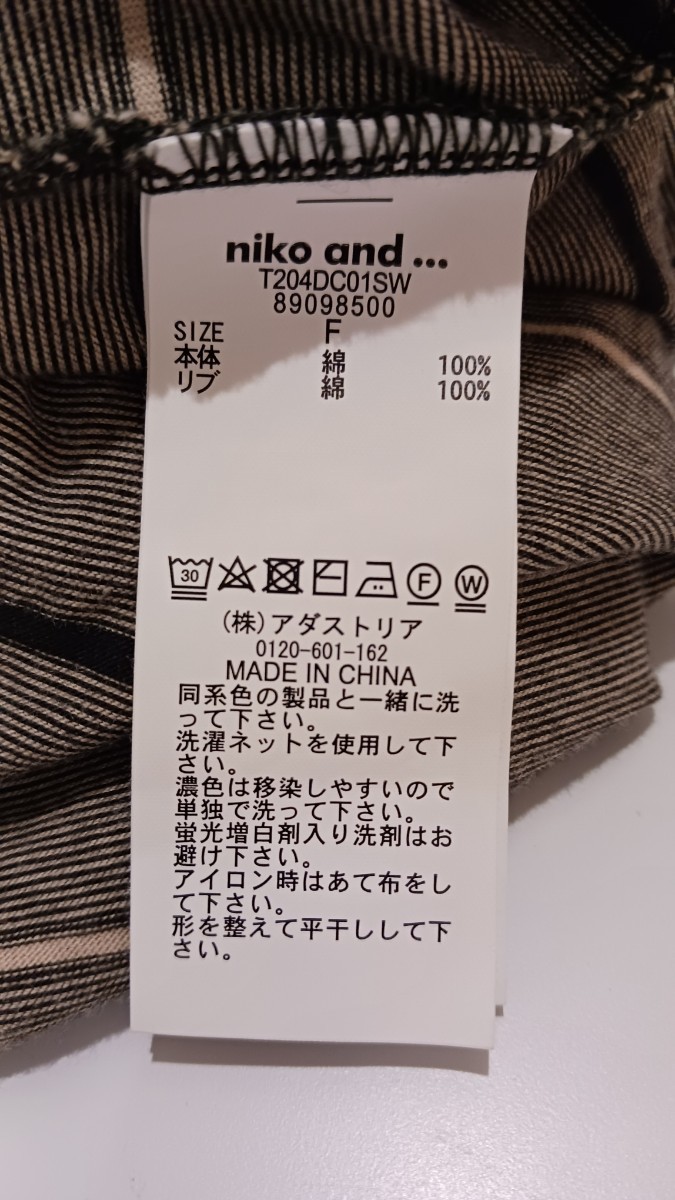 niko and ...
T204DC01SW
89098500
SIZE F
本体 綿 100%
リブ 綿 100%
30 F W
(株)アダストリア
0120-601-162
MADE IN CHINA
同系色の製品と一緒に洗
って下さい。
洗濯ネットを使用して下
さい。
濃色は移染しやすいので
単独で洗って下さい。
蛍光増白剤入り洗剤はお
避け下さい。
アイロン時はあて布をし
て下さい。
形を整えて平干しして下
さい。